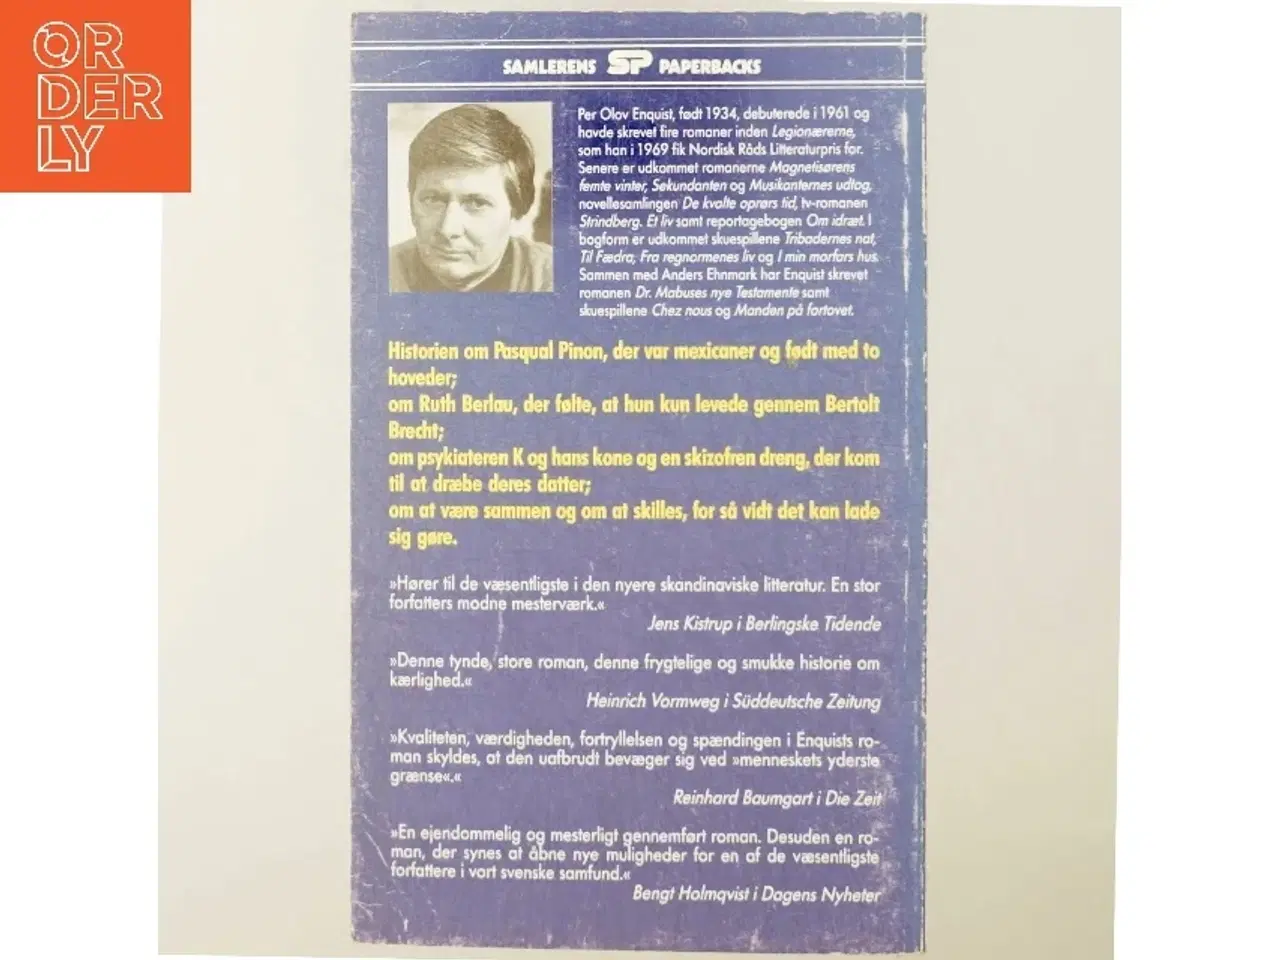 OR
DER
LY
SAMLERENS SP PAPERBACKS
Per Olov Enquist, født 1934, debuterede i 1961 og
havde skrevet fire romaner inden Legionærerne,
som han i 1969 fik Nordisk Råds Litteraturpris for.
Senere er udkommet romanerne Magnetisørens
femte vinter, Sekundanten og Musikanternes udtog,
novellesamlingen De kvalte oprørs tid, tv-romanen
Strindberg. Et liv samt reportagebogen Om idræt. I
bogform er udkommet skuespillene Tribadernes nat,
Til Fædra, Fra regnormenes liv og I min morfars hus.
Sammen med Anders Ehnmark har Enquist skrevet
romanen Dr. Mabuses nye Testamente samt
skuespillene Chez nous og Manden på fortovet.
Historien om Pasqual Pinon, der var mexicaner og født med to
hoveder;
om Ruth Berlau, der følte, at hun kun levede gennem Bertolt
Brecht;
om psykiateren K og hans kone og en skizofren dreng, der kom
til at dræbe deres datter;
om at være sammen og om at skilles, for så vidt det kan lade
sig gøre.
»Hører til de væsentligste i den nyere skandinaviske litteratur. En stor
forfatters modne mesterværk.«
Jens Kistrup i Berlingske Tidende
»Denne tynde, store roman, denne frygtelige og smukke historie om
kærlighed.«
Heinrich Vormweg i Süddeutsche Zeitung
»Kvaliteten, værdigheden, fortryllelsen og spændingen i Enquists ro-
man skyldes, at den uafbrudt bevæger sig ved »menneskets yderste
grænse«.«
Reinhard Baumgart i Die Zeit
»En ejendommelig og mesterligt gennemført roman. Desuden en ro-
man, der synes at åbne nye muligheder for en af de væsentligste
forfattere i vort svenske samfund.«
Bengt Holmqvist i Dagens Nyheter